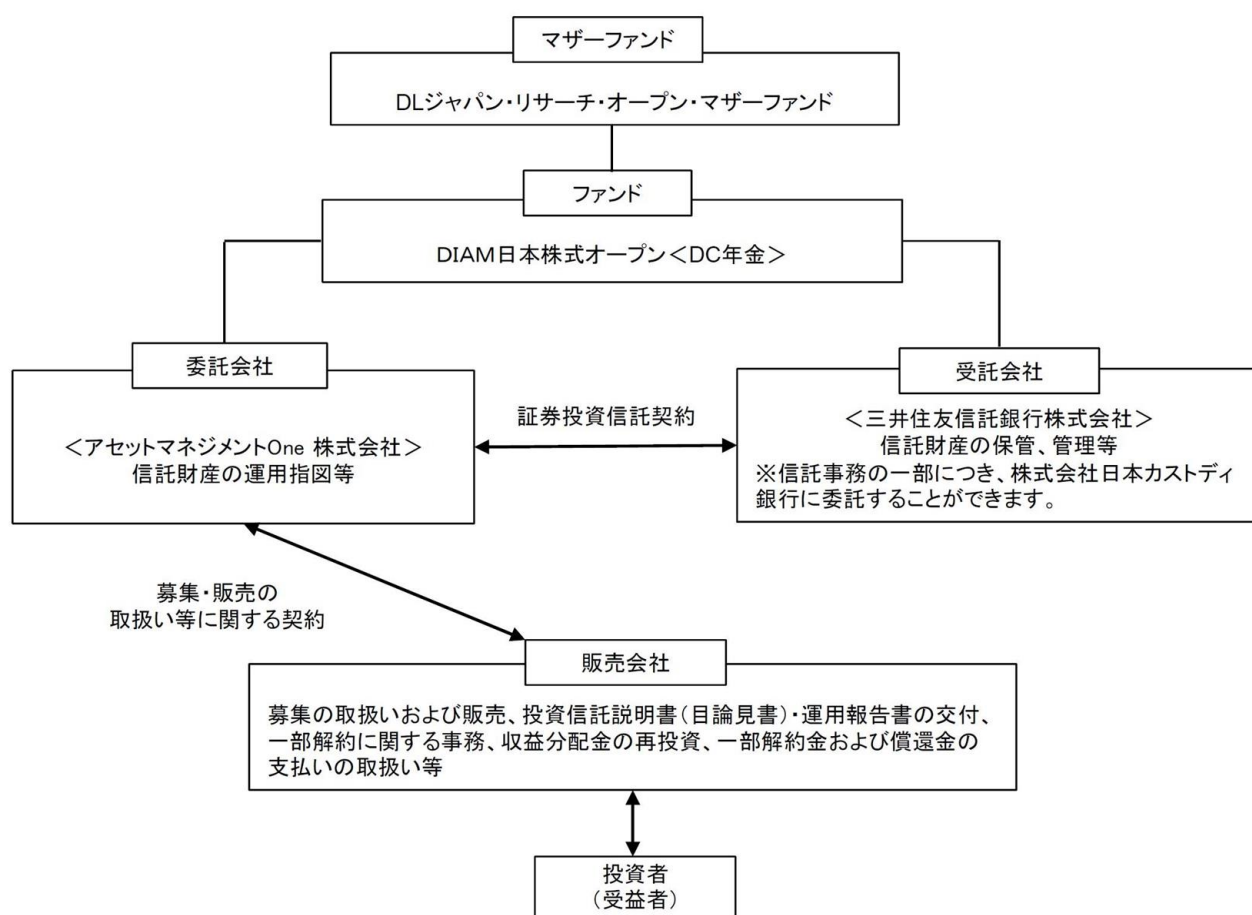 マザーファンド
DLジャパン・リサーチ・オープン・マザーファンド
ファンド
DIAM日本株式オープン＜DC年金＞
委託会社
＜アセットマネジメントOne 株式会社＞
信託財産の運用指図等
証券投資信託契約
受託会社
＜三井住友信託銀行株式会社＞
信託財産の保管、管理等
※信託事務の一部につき、株式会社日本カストディ
銀行に委託することができます。
募集・販売の
取扱い等に関する契約
販売会社
募集の取扱いおよび販売、投資信託説明書（目論見書）・運用報告書の交付、
一部解約に関する事務、収益分配金の再投資、一部解約金および償還金の
支払いの取扱い等
投資者
（受益者）